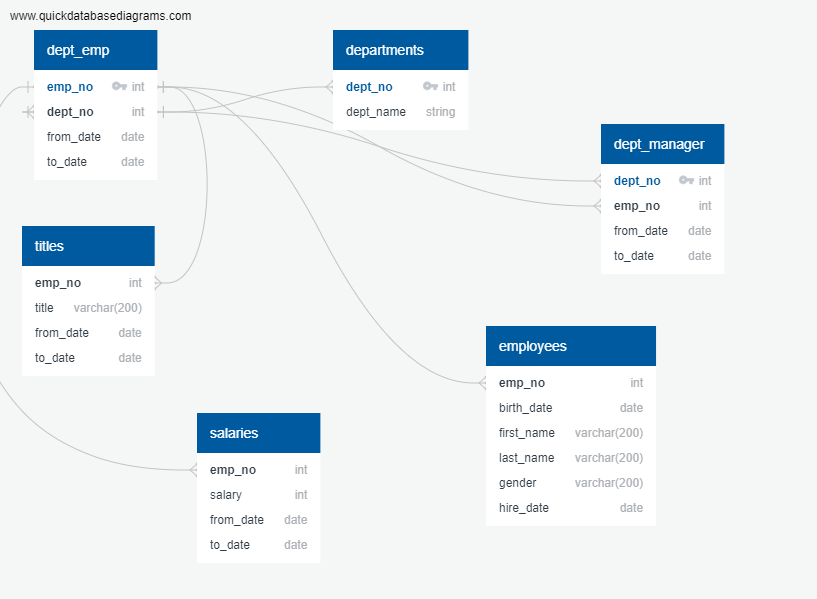 www.quickdatabasediagrams.com
dept_emp
emp_no int
dept_no int
from_date date
to_date date
departments
dept_no int
dept_name string
dept_manager
dept_no int
emp_no int
from_date date
to_date date
titles
emp_no int
title varchar(200)
from_date date
to_date date
employees
emp_no int
birth_date date
first_name varchar(200)
last_name varchar(200)
gender varchar(200)
hire_date date
salaries
emp_no int
salary int
from_date date
to_date date